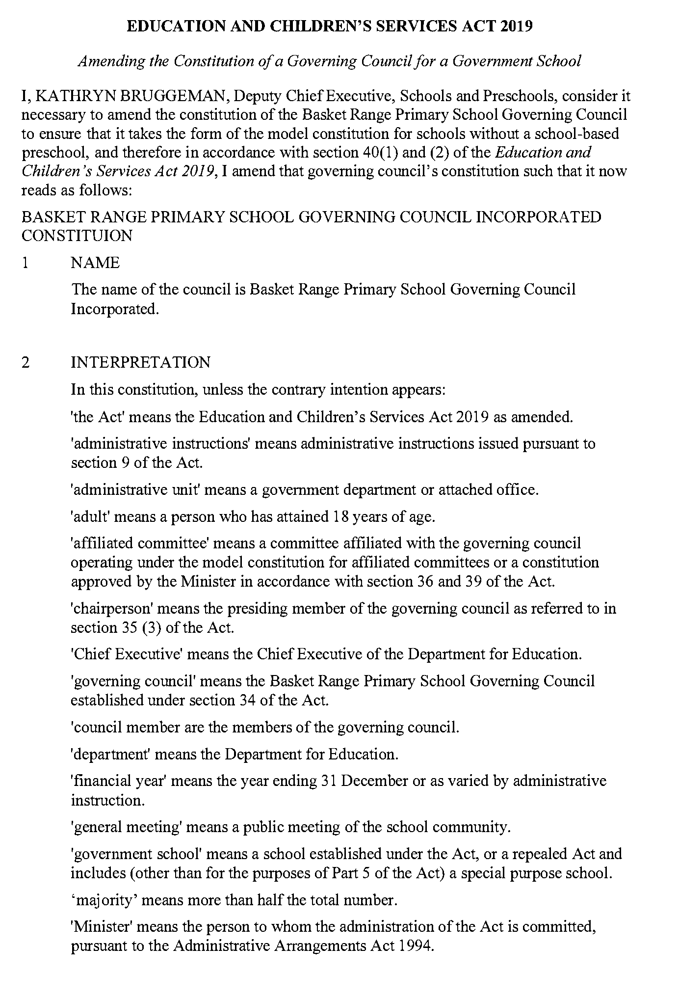 EDUCATION AND CHILDREN’S SERVICES ACT 2019
Amending the Constitution of a Governing Council for a Government School
I, KATHRYN BRUGGEMAN, Deputy Chief Executive, Schools and Preschools, consider it
necessary to amend the constitution of the Basket Range Primary School Governing Council
to ensure that it takes the form of the model constitution for schools without a school-based
preschool, and therefore in accordance with section 40(1) and (2) of the Education and
Children’s Services Act 2019, I amend that governing council’s constitution such that it now
reads as follows:
BASKET RANGE PRIMARY SCHOOL GOVERNING COUNCIL INCORPORATED
CONSTITUION
1 NAME
The name of the council is Basket Range Primary School Governing Council
Incorporated.
2 INTERPRETATION
In this constitution, unless the contrary intention appears:
'the Act' means the Education and Children’s Services Act 2019 as amended.
'administrative instructions' means administrative instructions issued pursuant to
section 9 of the Act.
'administrative unit' means a government department or attached office.
'adult' means a person who has attained 18 years of age.
'affiliated committee' means a committee affiliated with the governing council
operating under the model constitution for affiliated committees or a constitution
approved by the Minister in accordance with section 36 and 39 of the Act.
'chairperson' means the presiding member of the governing council as referred to in
section 35 (3) of the Act.
'Chief Executive' means the Chief Executive of the Department for Education.
'governing council' means the Basket Range Primary School Governing Council
established under section 34 of the Act.
'council member are the members of the governing council.
'department' means the Department for Education.
'financial year' means the year ending 31 December or as varied by administrative
instruction.
'general meeting' means a public meeting of the school community.
'government school' means a school established under the Act, or a repealed Act and
includes (other than for the purposes of Part 5 of the Act) a special purpose school.
‘majority’ means more than half the total number.
'Minister' means the person to whom the administration of the Act is committed,
pursuant to the Administrative Arrangements Act 1994.